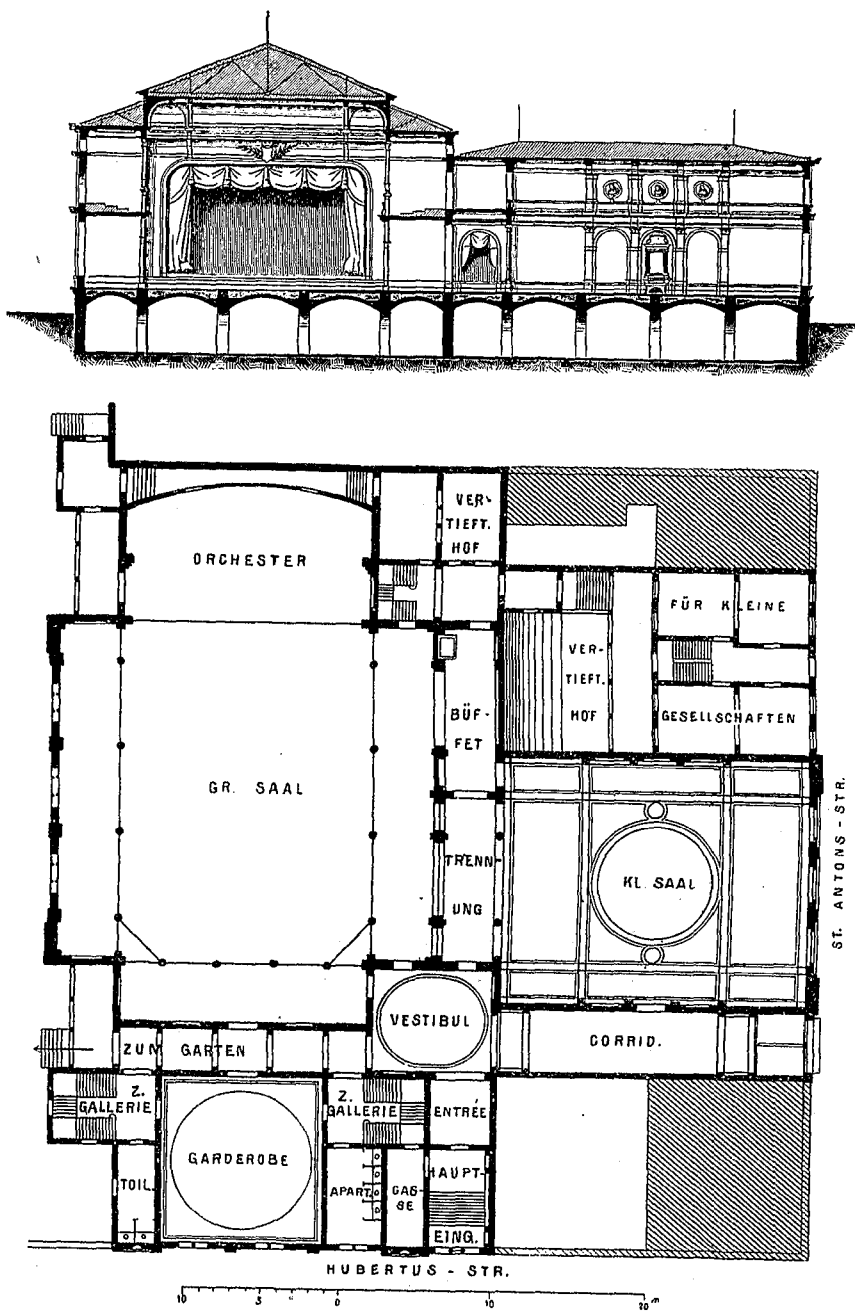 ORCHESTER
VER-
TIEFT.
HOF
FÜR KLEINE
VER-
TIEFT.
HOF
GESELLSCHAFTEN
BÜF-
FET
GR. SAAL
TRENN-
UNG
KL. SAAL
ST. ANTONS-STR.
VESTIBUL
CORRID.
ZUM GARTEN
Z.
GALLERIE
Z.
GALLERIE
ENTRÉE
GARDEROBE
TOIL.
APART.
CAS-
SE
HAUPT-
EING.
HUBERTUS-STR.
10 5 0 10 20 m